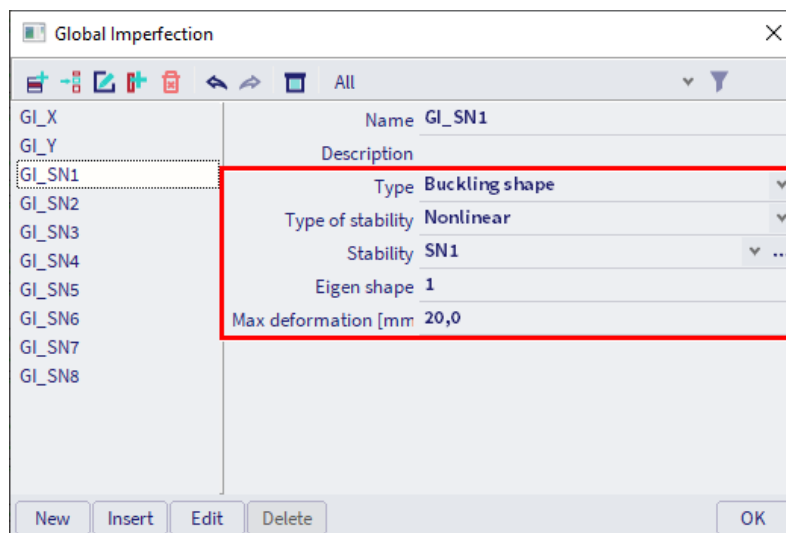 Global Imperfection
All
GI_X
GI_Y
GI_SN1
GI_SN2
GI_SN3
GI_SN4
GI_SN5
GI_SN6
GI_SN7
GI_SN8
Name GI_SN1
Description
Type Buckling shape
Type of stability Nonlinear
Stability SN1 ...
Eigen shape 1
Max deformation [mm 20,0
New Insert Edit Delete OK